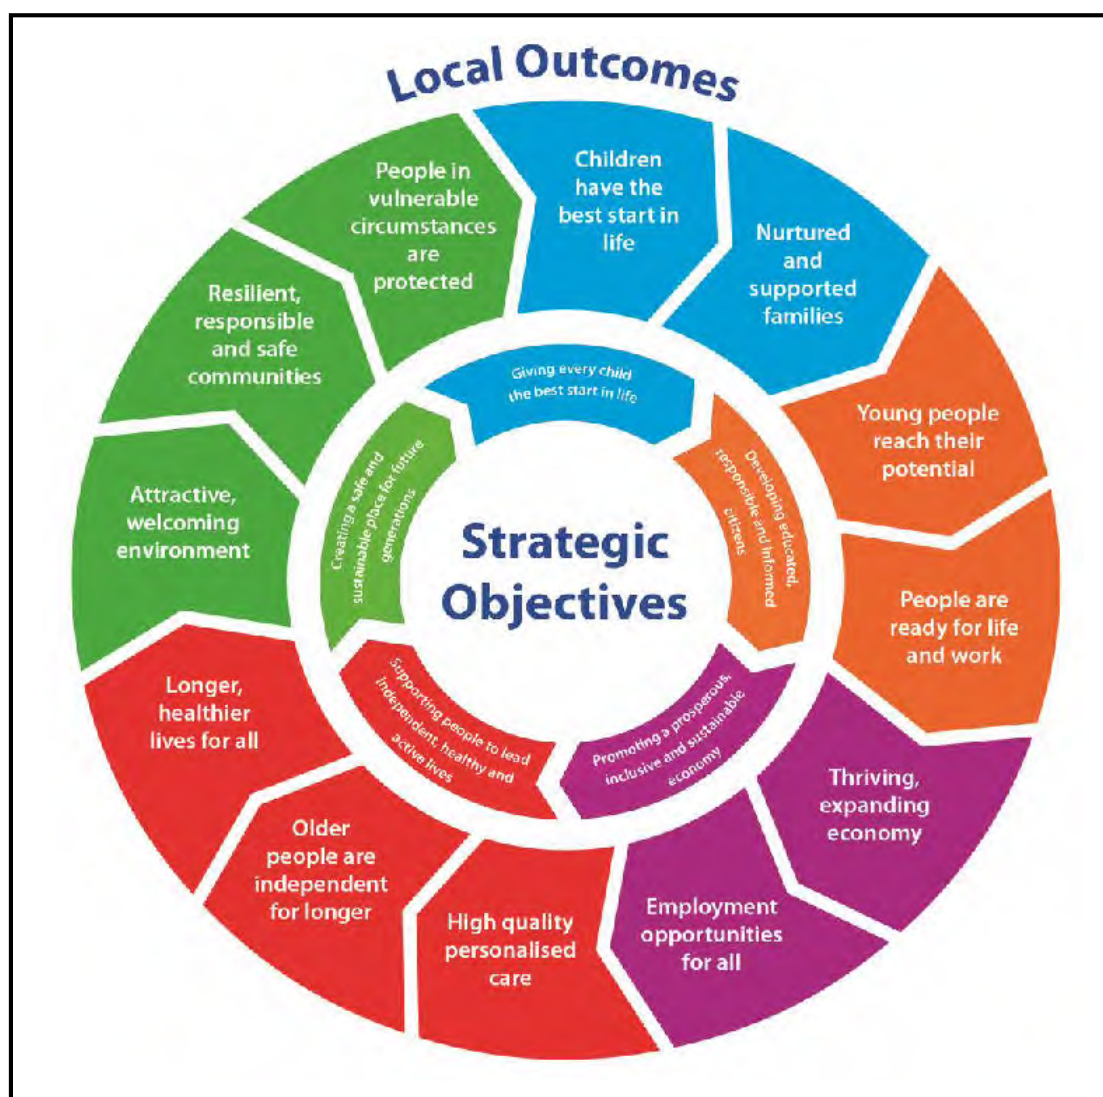 Local Outcomes
Children
have the
best start in
life
Nurtured
and
supported
families
Young people
reach their
potential
People are
ready for life
and work
Thriving,
expanding
economy
Employment
opportunities
for all
High quality
personalised
care
Older
people are
independent
for longer
Longer,
healthier
lives for all
Attractive,
welcoming
environment
Resilient,
responsible
and safe
communities
People in
vulnerable
circumstances
are
protected
Strategic
Objectives
Giving every child
the best start in life
Developing educated,
responsible and informed
citizens
Promoting a prosperous,
inclusive and sustainable
economy
Supporting people to lead
independent, healthy and
active lives
Creating a safe and
sustainable place for future
generations